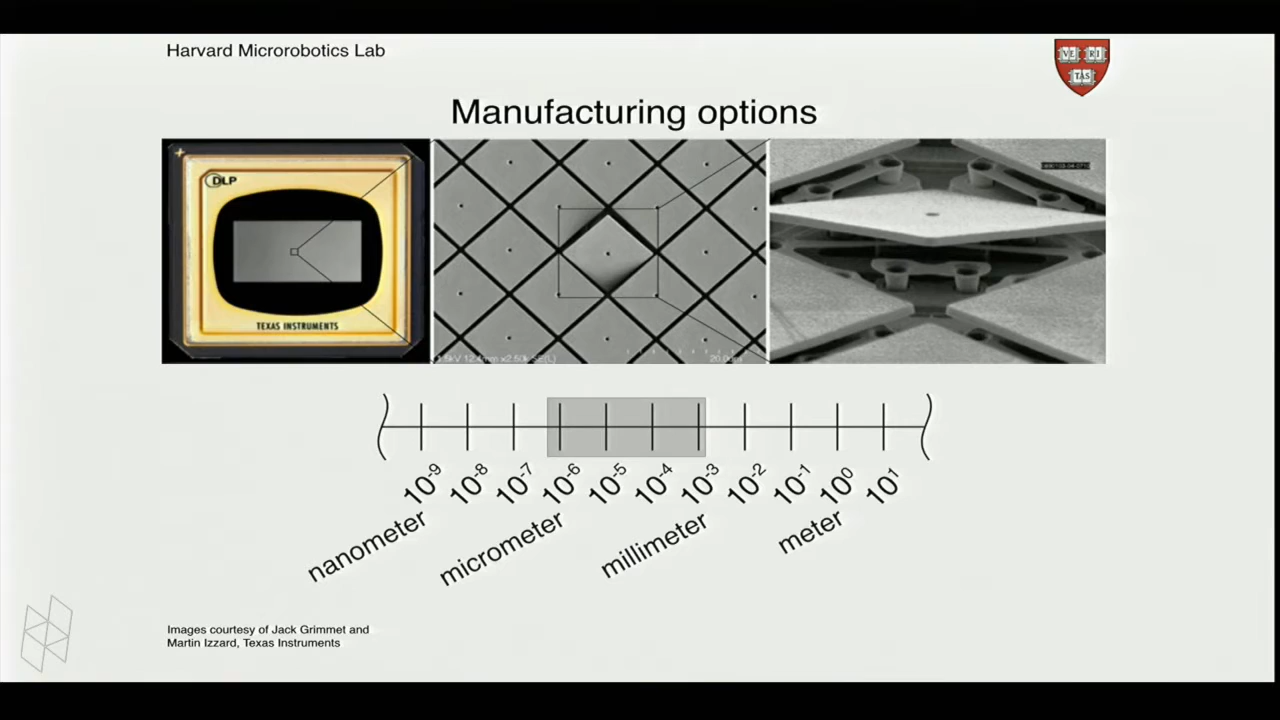 Harvard Microrobotics Lab
VE RI
TAS
Manufacturing options
DLP
TEXAS INSTRUMENTS
20.0um
10-9
10-8
10-7
10-6
10-5
10-4
10-3
10-2
10-1
100
101
nanometer
micrometer
millimeter
meter
Images courtesy of Jack Grimmet and
Martin Izzard, Texas Instruments